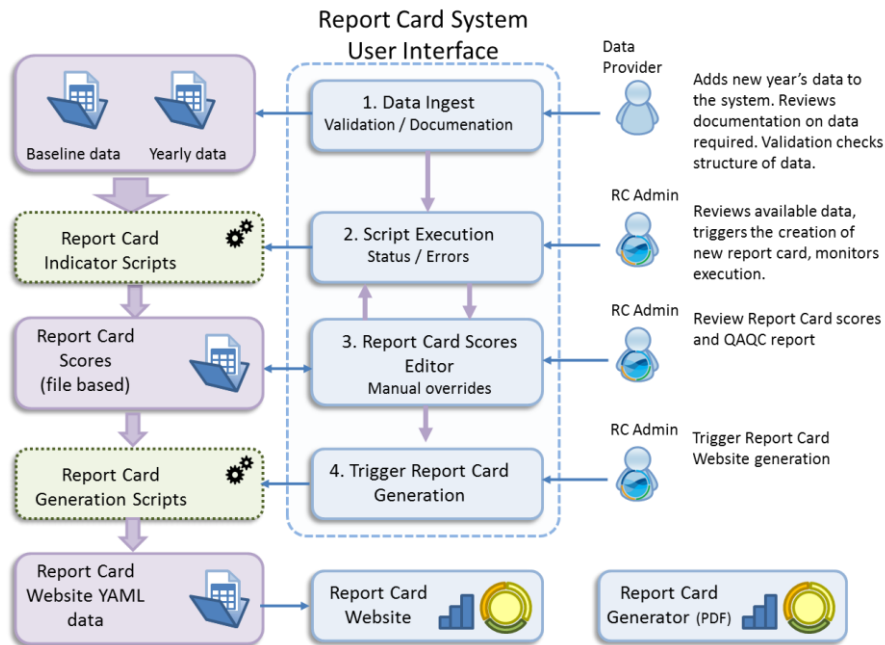 Report Card System
User Interface
Baseline data
Yearly data
1. Data Ingest
Validation / Documenation
Data
Provider
Adds new year's data to
the system. Reviews
documentation on data
required. Validation checks
structure of data.
Report Card
Indicator Scripts
2. Script Execution
Status / Errors
RC Admin
Reviews available data,
triggers the creation of
new report card, monitors
execution.
Report Card
Scores
(file based)
3. Report Card Scores
Editor
Manual overrides
RC Admin
Review Report Card scores
and QAQC report
Report Card
Generation Scripts
4. Trigger Report Card
Generation
RC Admin
Trigger Report Card
Website generation
Report Card
Website YAML
data
Report Card
Website
Report Card
Generator (PDF)